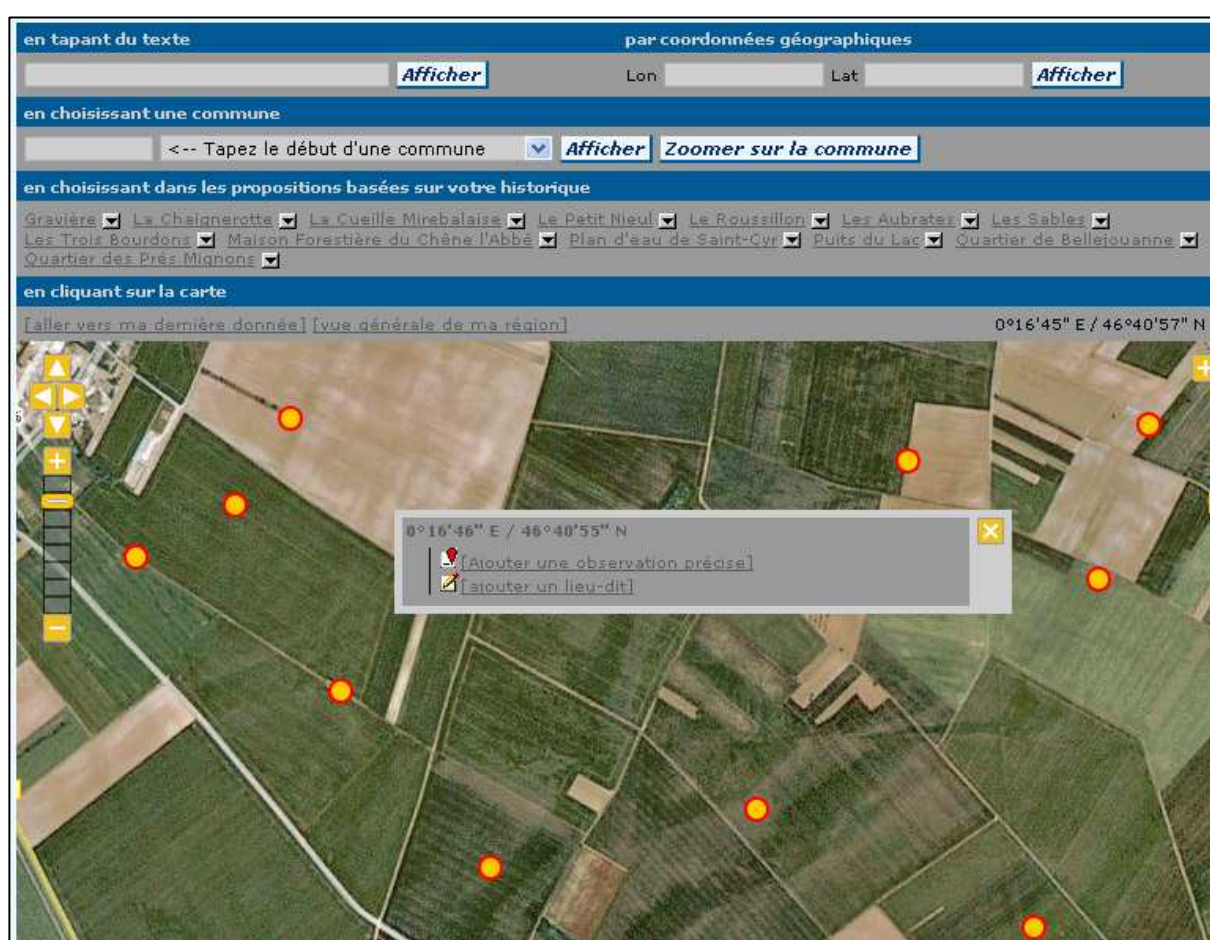 en tapant du texte
par coordonnées géographiques
Afficher
Lon
Lat
Afficher
en choisissant une commune
<-- Tapez le début d'une commune
Afficher
Zoomer sur la commune
en choisissant dans les propositions basées sur votre historique
Gravière La Chaignerotte La Cueille Mirebalaise Le Petit Nieul Le Roussillon Les Aubrates Les Sables
Les Trois Bourdons Maison Forestière du Chêne l'Abbé Plan d'eau de Saint-Cyr Puits du Lac Quartier de Bellejouanne
Quartier des Prés Mignons
en cliquant sur la carte
[aller vers ma dernière donnée] [vue générale de ma région]
0°16'45" E / 46°40'57" N
0°16'46" E / 46°40'55" N
[Ajouter une observation précise]
[ajouter un lieu-dit]